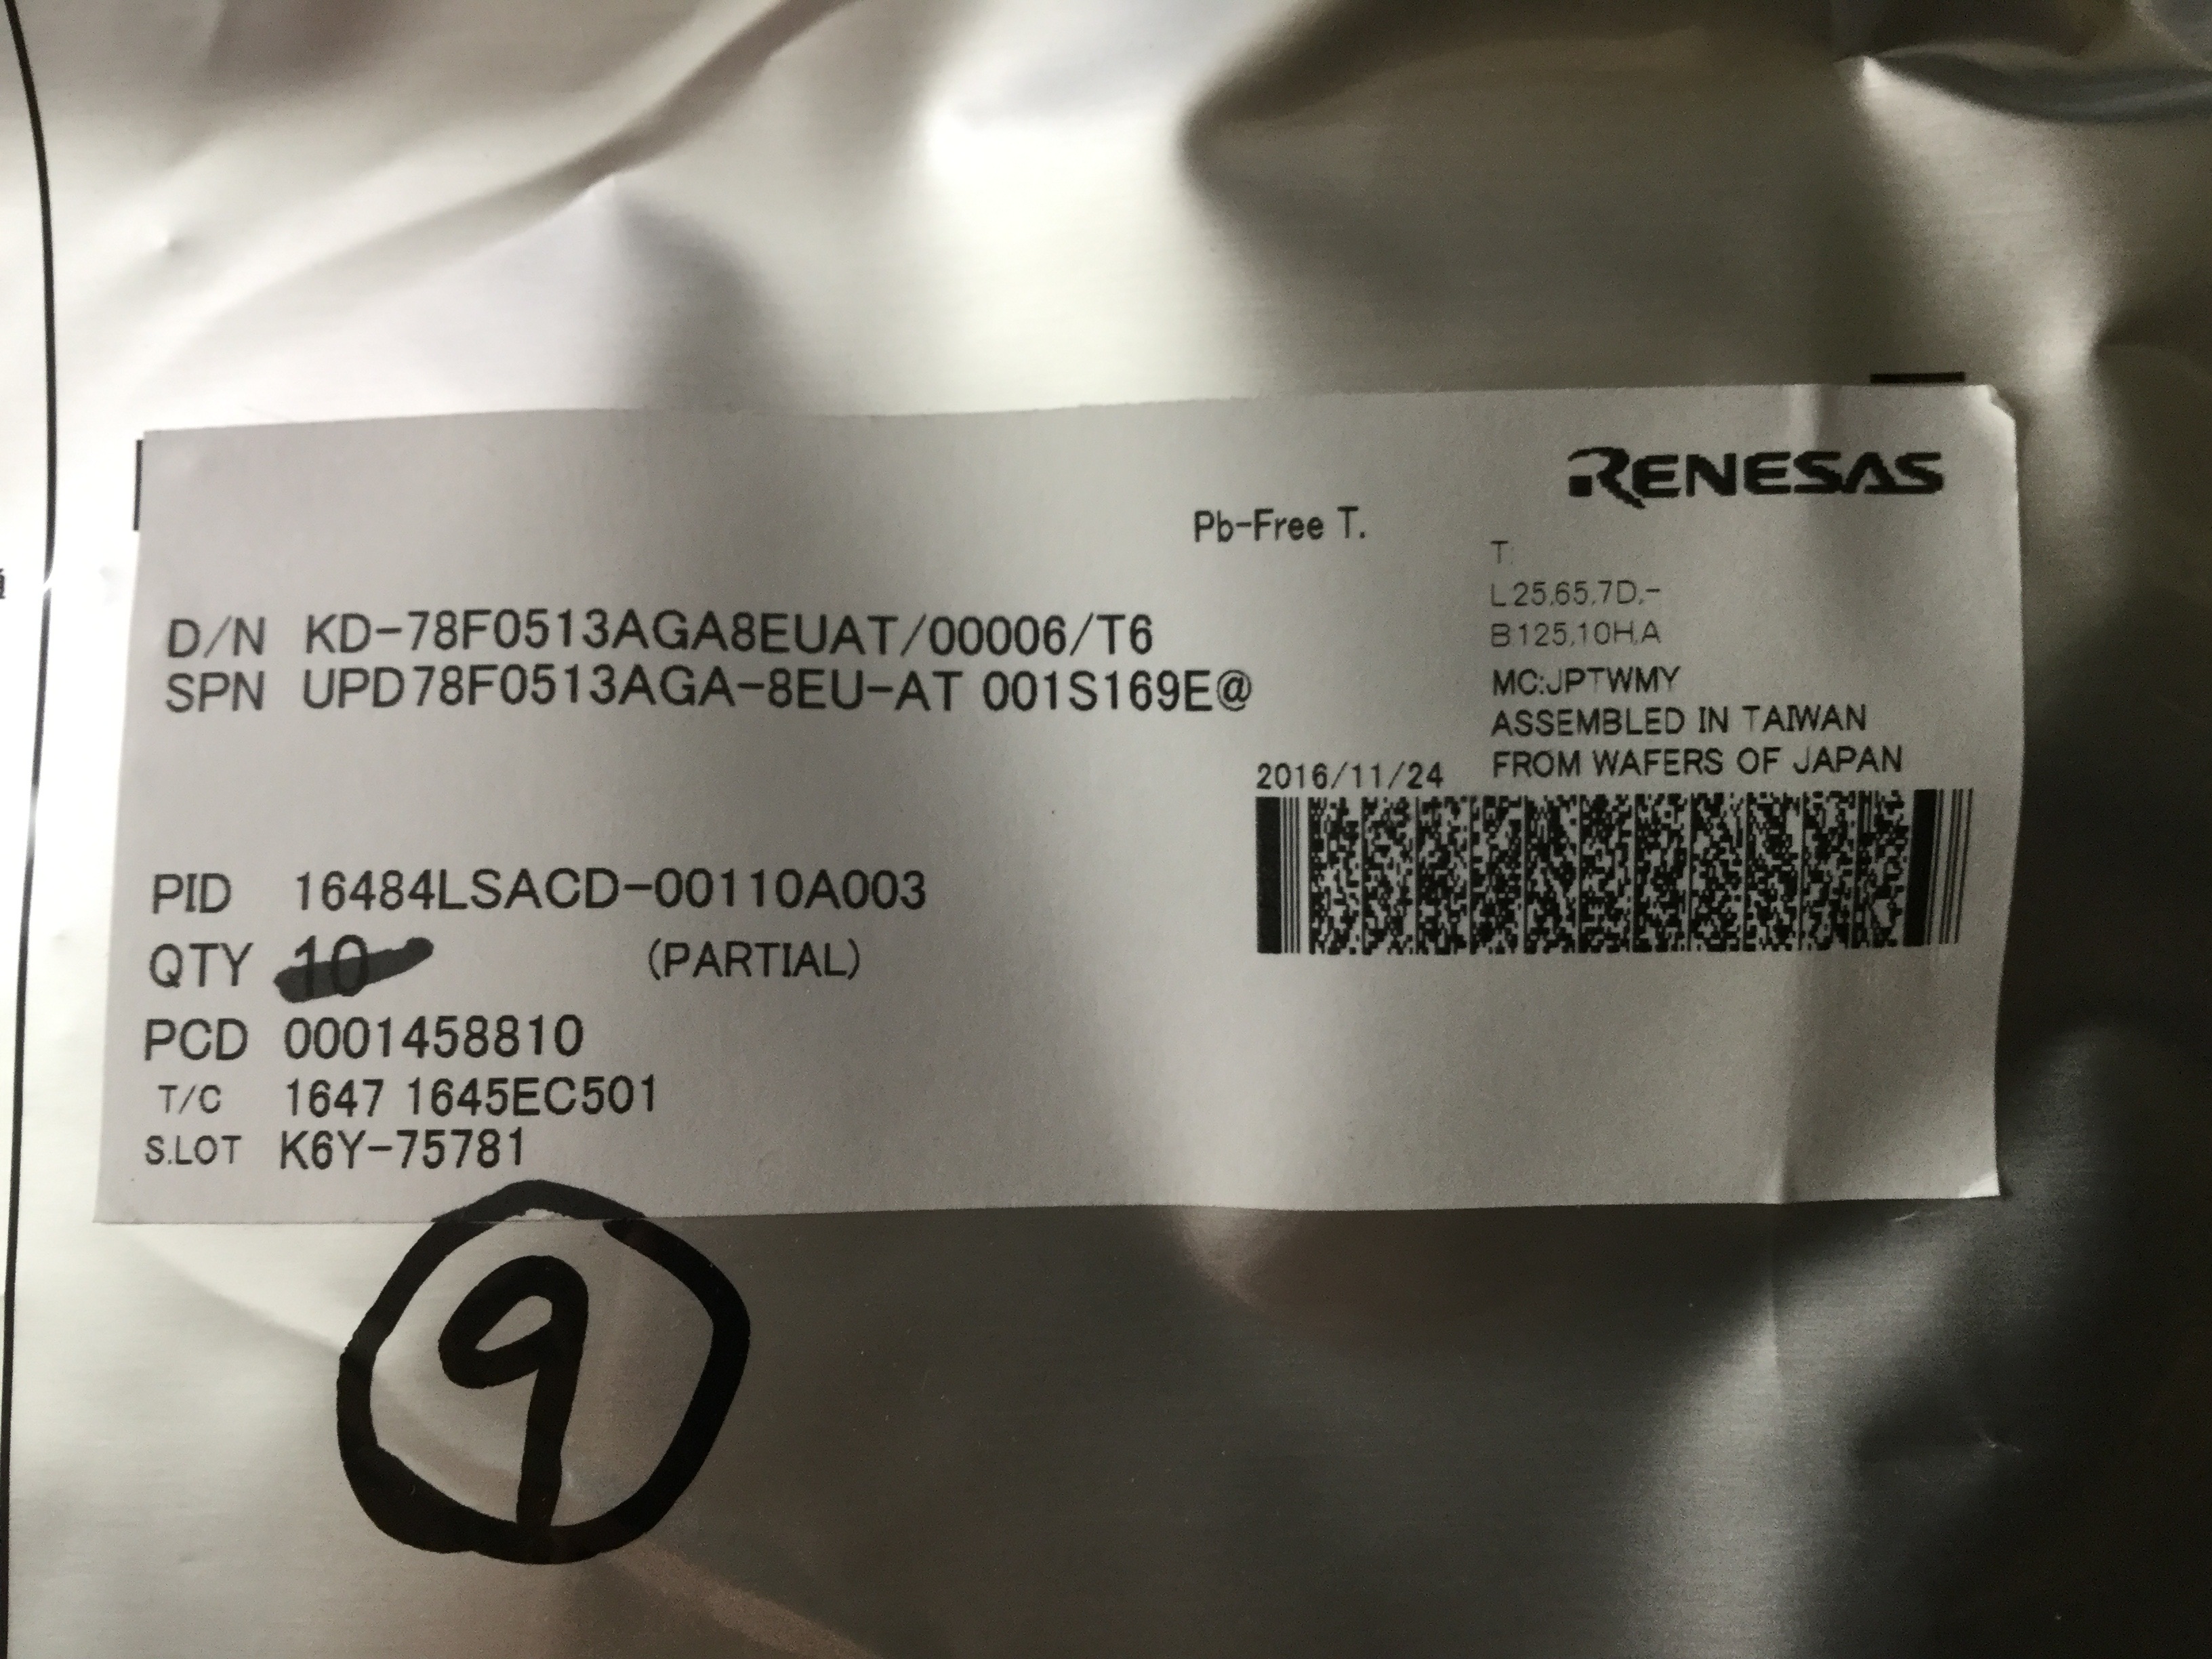 RENESAS
Pb-Free T.
T:
L25,65,7D,-
B125,10H,A
MC:JPTWMY
ASSEMBLED IN TAIWAN
FROM WAFERS OF JAPAN
D/N KD-78F0513AGA8EUAT/00006/T6
SPN UPD78F0513AGA-8EU-AT 001S169E@
2016/11/24
PID 16484LSACD-00110A003
QTY 10 (PARTIAL)
PCD 0001458810
T/C 1647 1645EC501
S.LOT K6Y-75781
9